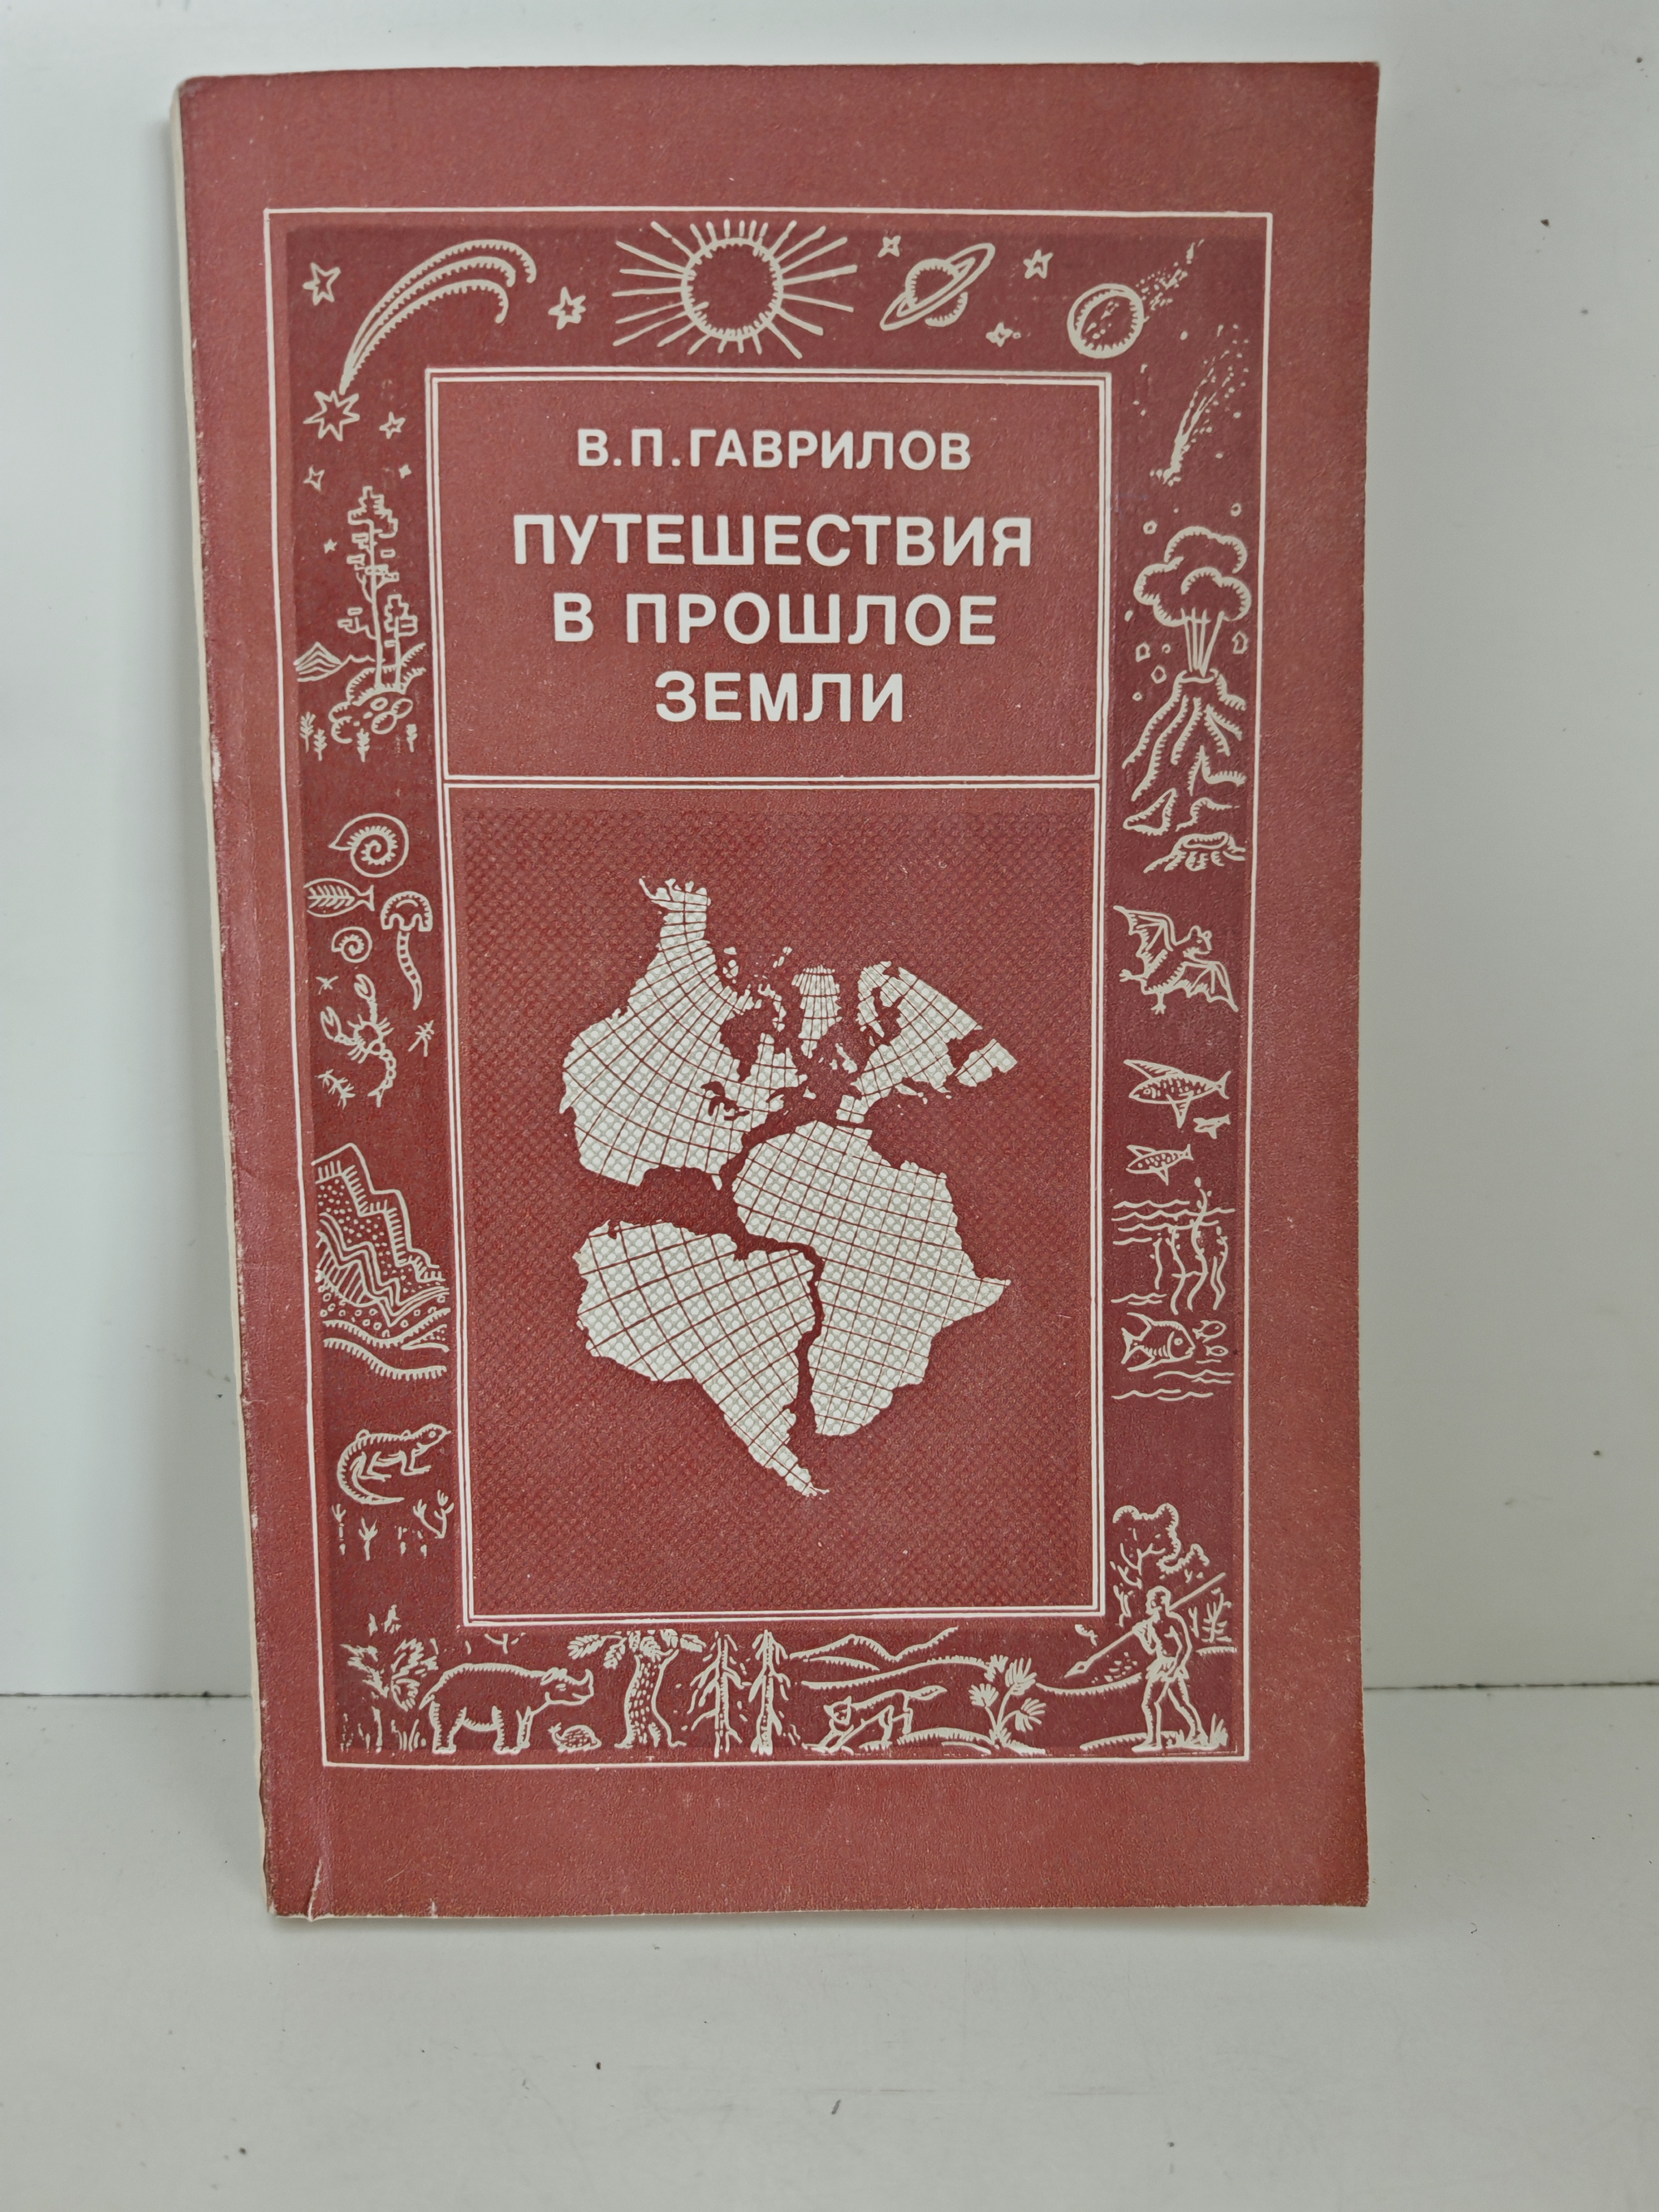 В.П.ГАВРИЛОВ
ПУТЕШЕСТВИЯ
В ПРОШЛОЕ
ЗЕМЛИ